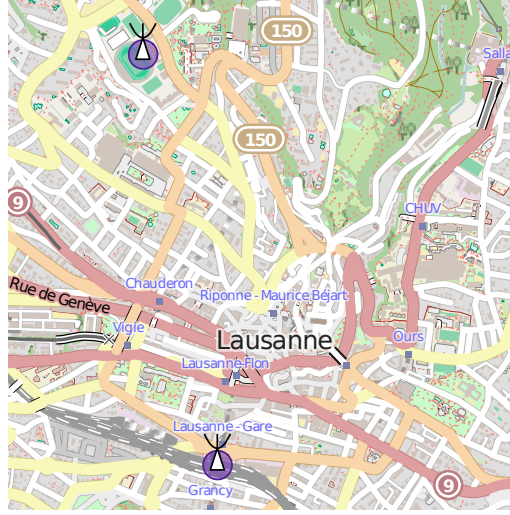 150
Salla
150
9
CHUV
Chauderon
Rue de Genève
Riponne - Maurice Béjart
Vigie
Lausanne
Ours
Lausanne-Flon
Lausanne - Gare
Grancy
9